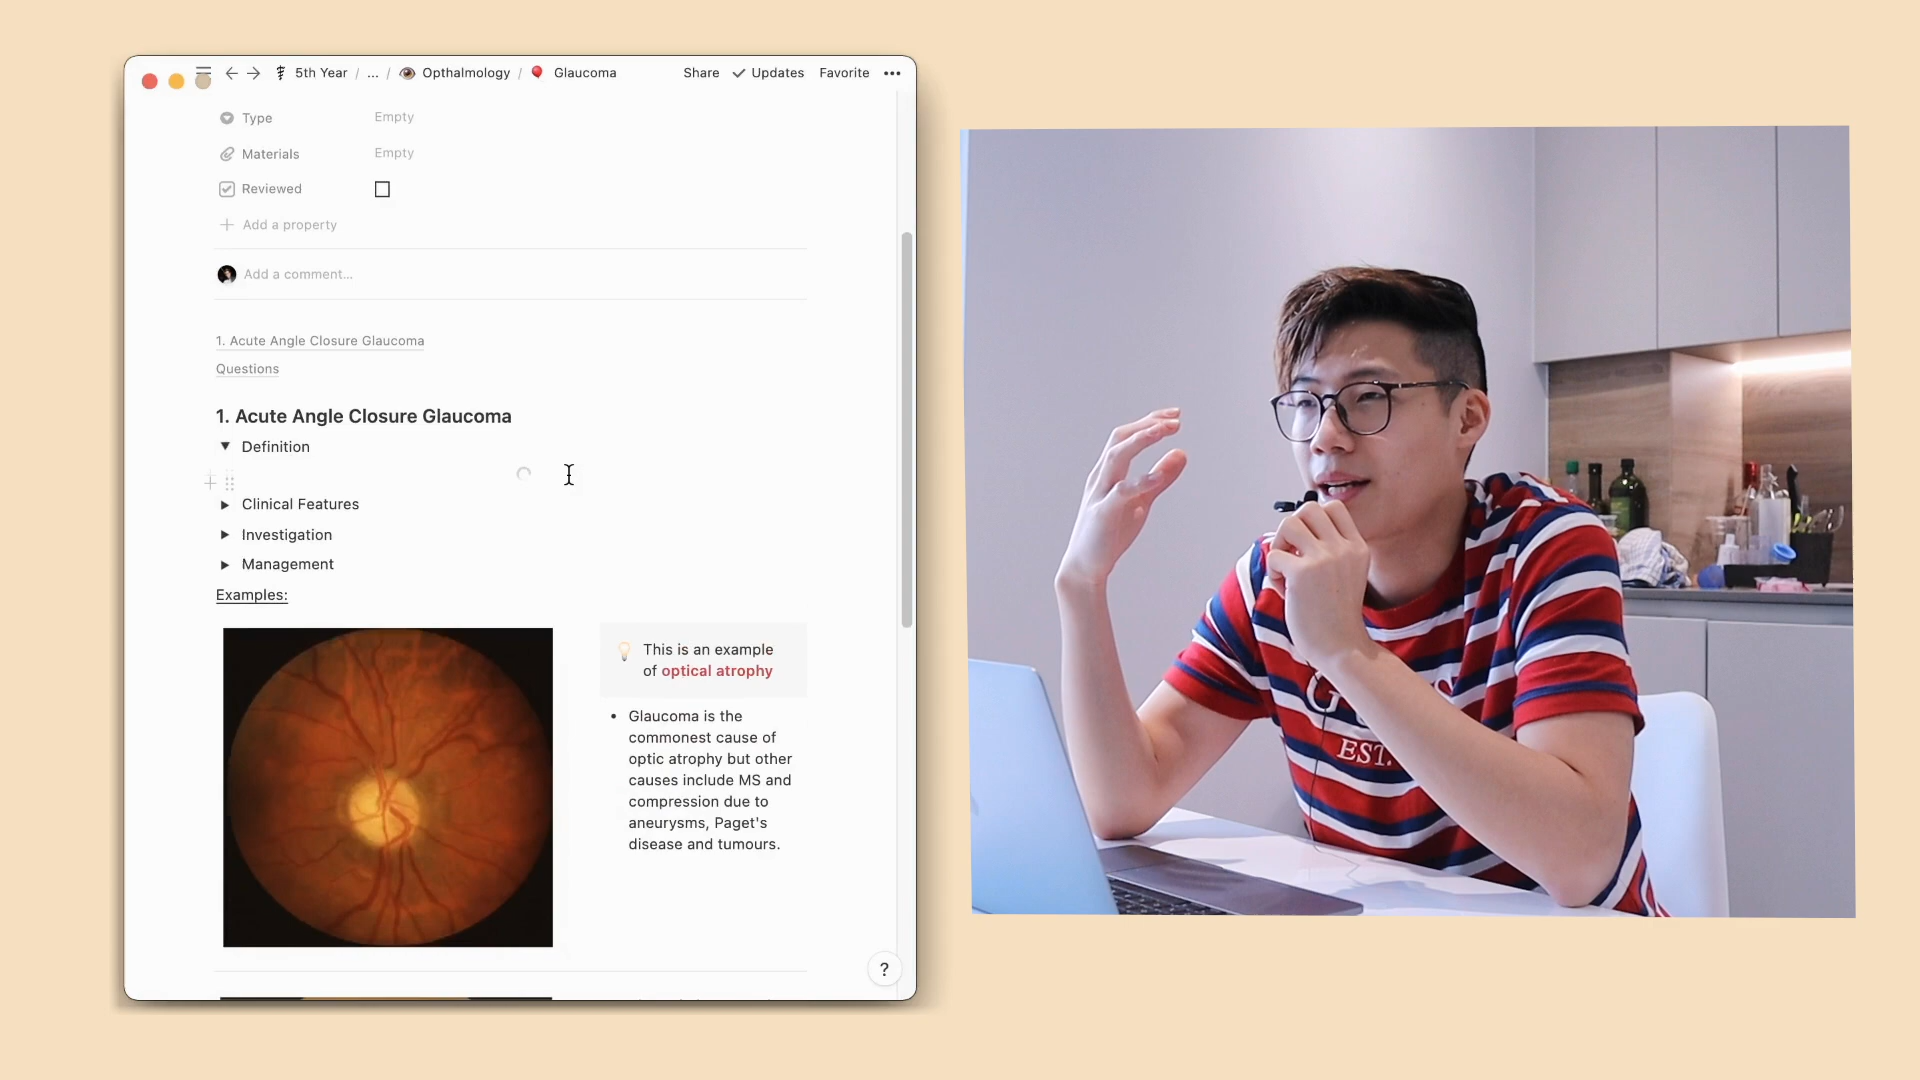 5th Year / ... / Opthalmology / Glaucoma
Share Updates Favorite •••
Type Empty
Materials Empty
Reviewed
Add a property
Add a comment...
1. Acute Angle Closure Glaucoma
Questions
1. Acute Angle Closure Glaucoma
Definition
Clinical Features
Investigation
Management
Examples:
This is an example
of optical atrophy
• Glaucoma is the
commonest cause of
optic atrophy but other
causes include MS and
compression due to
aneurysms, Paget's
disease and tumours.
?
EST.